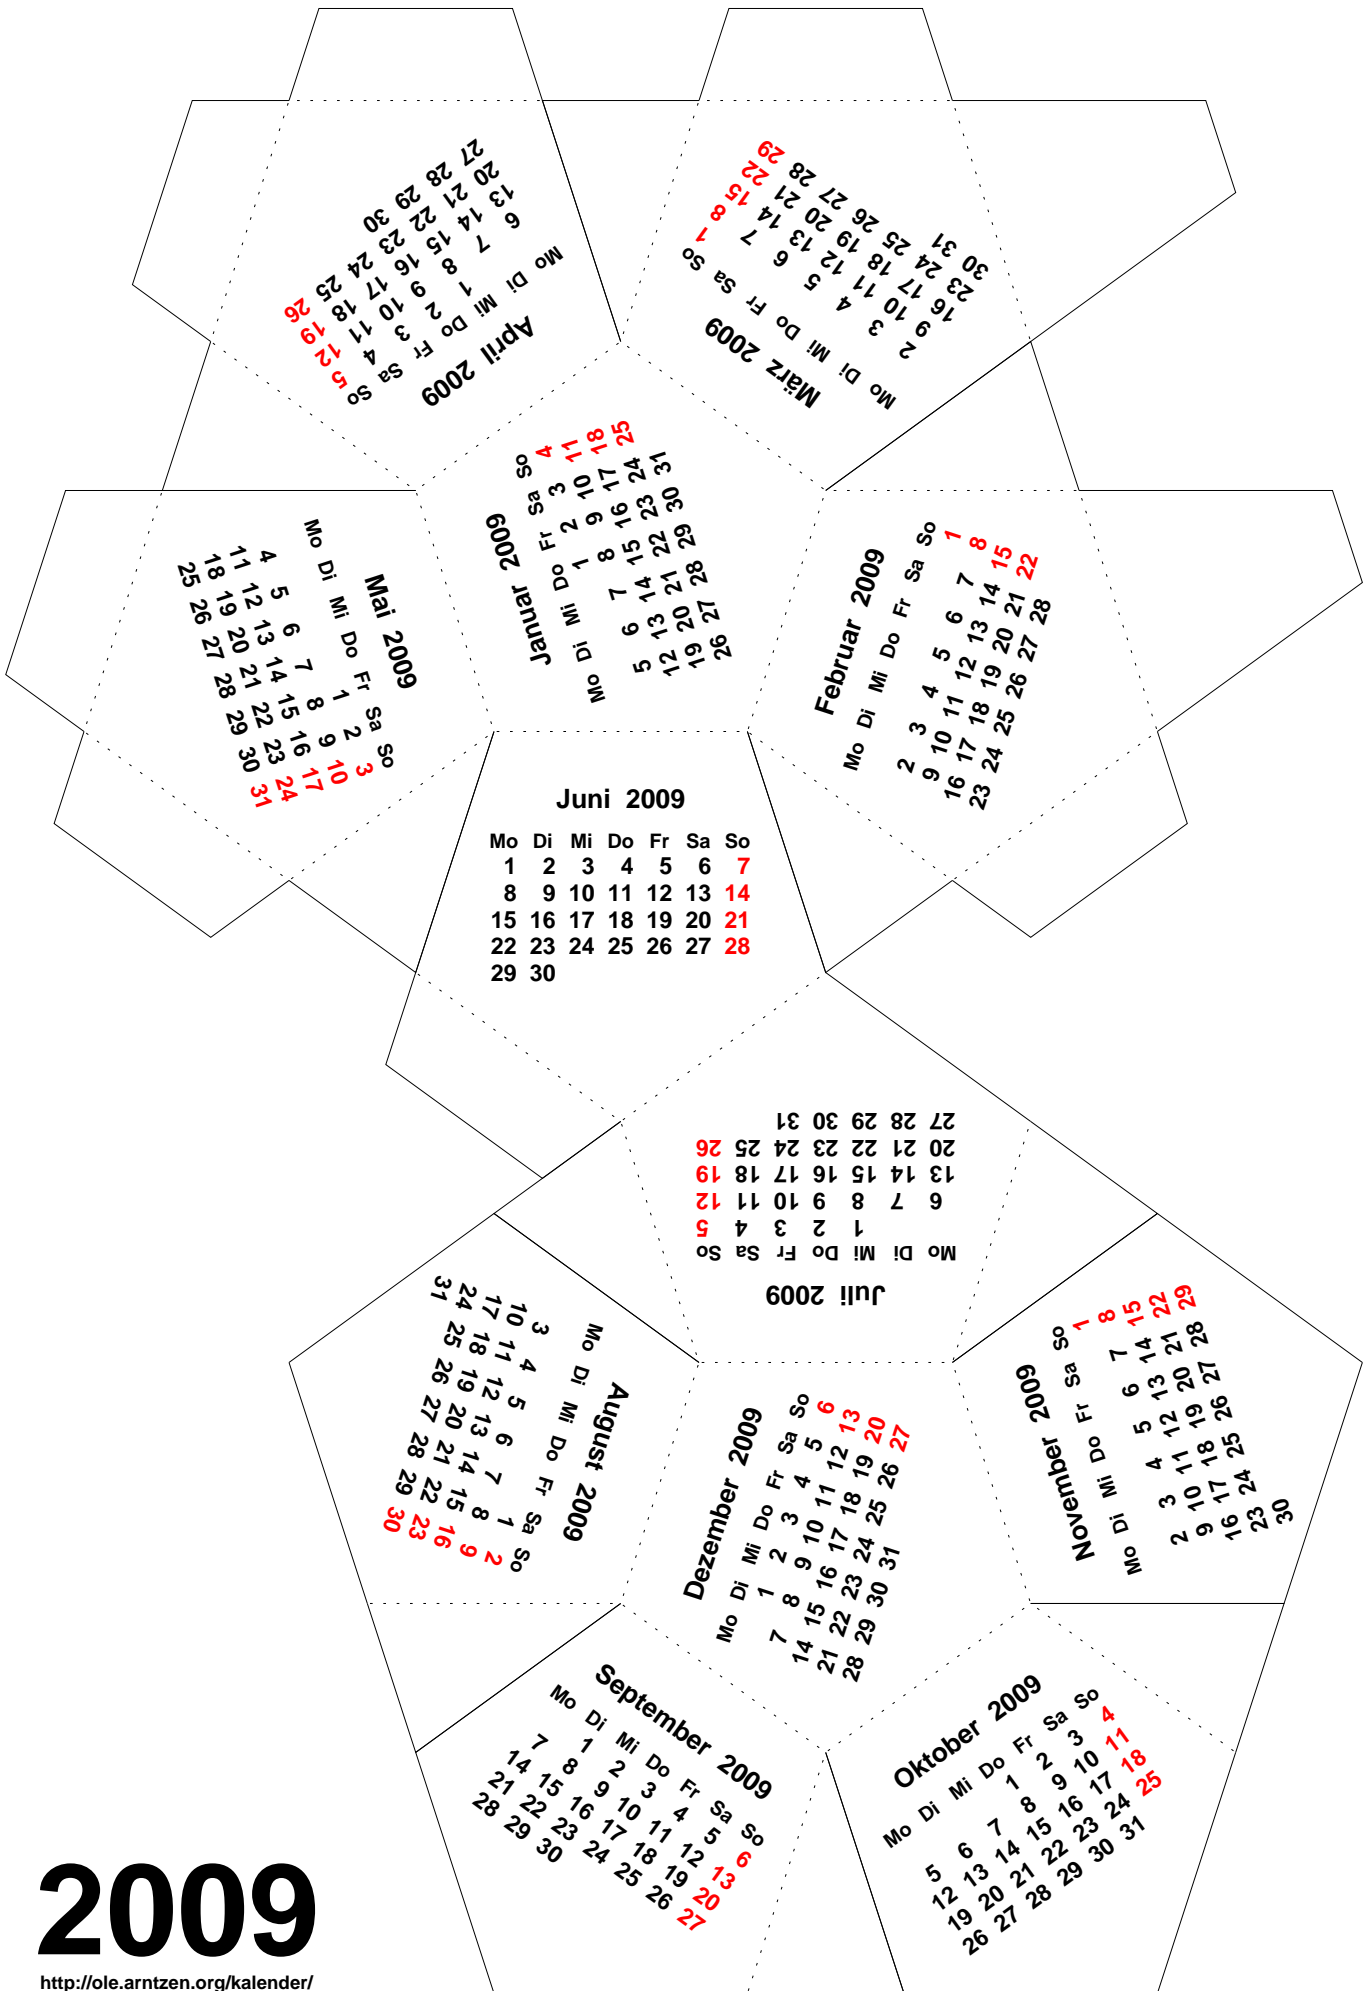 April 2009
Mo Di Mi Do Fr Sa So
1 2 3 4 5
6 7 8 9 10 11 12
13 14 15 16 17 18 19
20 21 22 23 24 25 26
27 28 29 30
März 2009
Mo Di Mi Do Fr Sa So
1
2 3 4 5 6 7 8
9 10 11 12 13 14 15
16 17 18 19 20 21 22
23 24 25 26 27 28 29
30 31
Januar 2009
Mo Di Mi Do Fr Sa So
1 2 3 4
5 6 7 8 9 10 11
12 13 14 15 16 17 18
19 20 21 22 23 24 25
26 27 28 29 30 31
Mai 2009
Mo Di Mi Do Fr Sa So
1 2 3
4 5 6 7 8 9 10
11 12 13 14 15 16 17
18 19 20 21 22 23 24
25 26 27 28 29 30 31
Februar 2009
Mo Di Mi Do Fr Sa So
1
2 3 4 5 6 7 8
9 10 11 12 13 14 15
16 17 18 19 20 21 22
23 24 25 26 27 28
Juni 2009
Mo Di Mi Do Fr Sa So
1 2 3 4 5 6 7
8 9 10 11 12 13 14
15 16 17 18 19 20 21
22 23 24 25 26 27 28
29 30
Juli 2009
Mo Di Mi Do Fr Sa So
1 2 3 4 5
6 7 8 9 10 11 12
13 14 15 16 17 18 19
20 21 22 23 24 25 26
27 28 29 30 31
August 2009
Mo Di Mi Do Fr Sa So
1 2
3 4 5 6 7 8 9
10 11 12 13 14 15 16
17 18 19 20 21 22 23
24 25 26 27 28 29 30
31
Dezember 2009
Mo Di Mi Do Fr Sa So
1 2 3 4 5 6
7 8 9 10 11 12 13
14 15 16 17 18 19 20
21 22 23 24 25 26 27
28 29 30 31
November 2009
Mo Di Mi Do Fr Sa So
1
2 3 4 5 6 7 8
9 10 11 12 13 14 15
16 17 18 19 20 21 22
23 24 25 26 27 28 29
30
September 2009
Mo Di Mi Do Fr Sa So
1 2 3 4 5 6
7 8 9 10 11 12 13
14 15 16 17 18 19 20
21 22 23 24 25 26 27
28 29 30
Oktober 2009
Mo Di Mi Do Fr Sa So
1 2 3 4
5 6 7 8 9 10 11
12 13 14 15 16 17 18
19 20 21 22 23 24 25
26 27 28 29 30 31
2009
http://ole.arntzen.org/kalender/